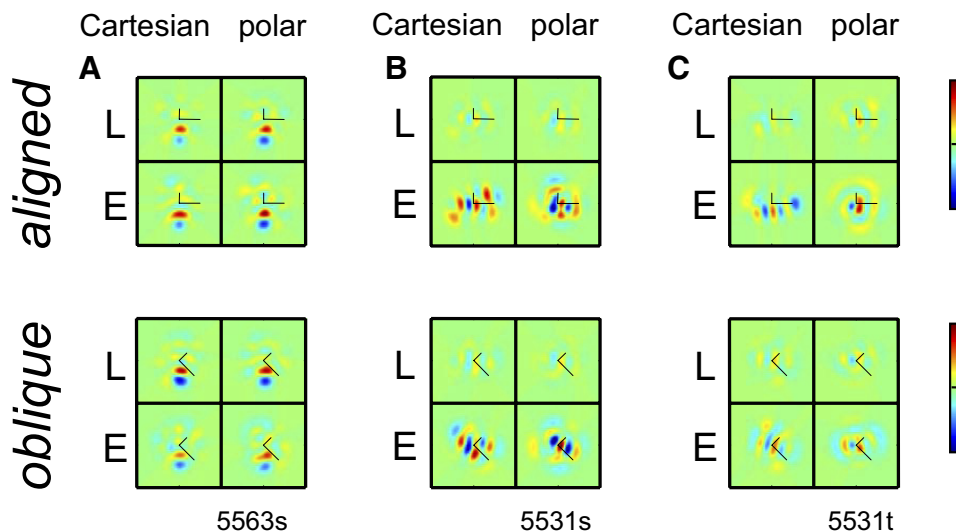 Cartesian polar Cartesian polar Cartesian polar
A B C
aligned
L L L
E E E
oblique
L L L
E E E
5563s 5531s 5531t